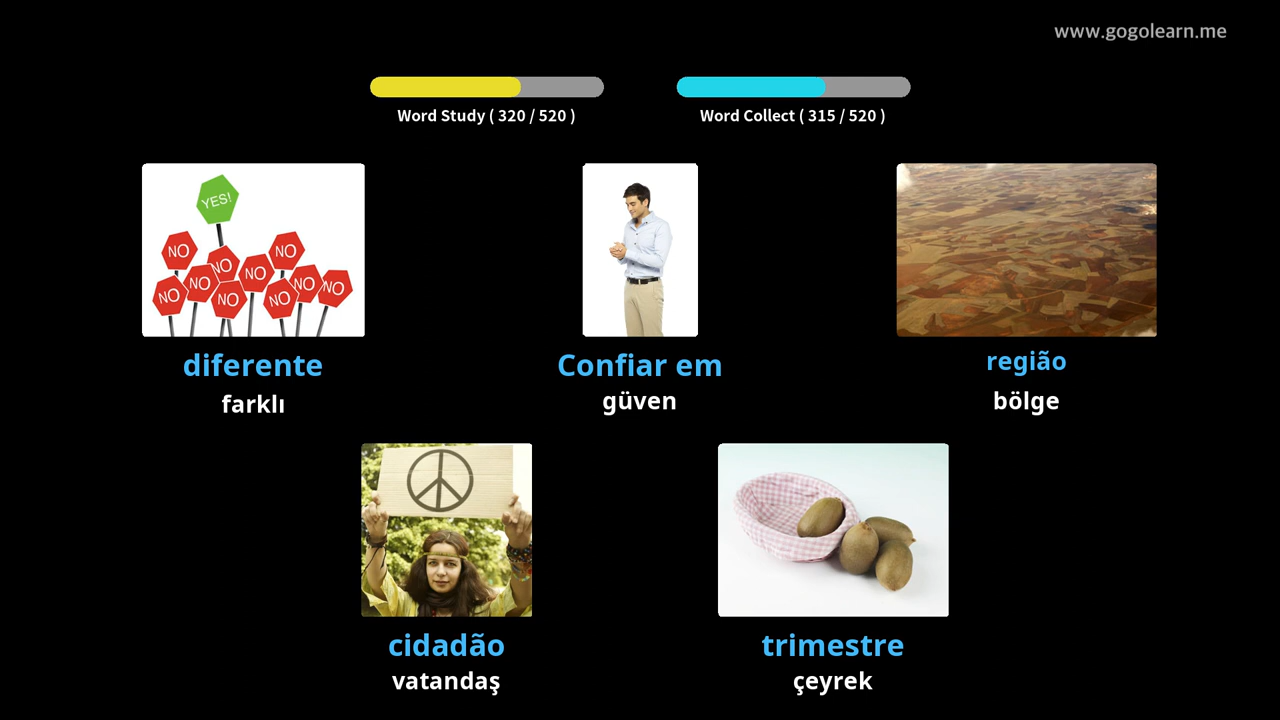 www.gogolearn.me
Word Study ( 320 / 520 )
Word Collect ( 315 / 520 )
YES!
NO
NO
NO
NO
NO
NO
NO
NO
NO
NO
diferente
farklı
Confiar em
güven
região
bölge
cidadão
vatandaş
trimestre
çeyrek